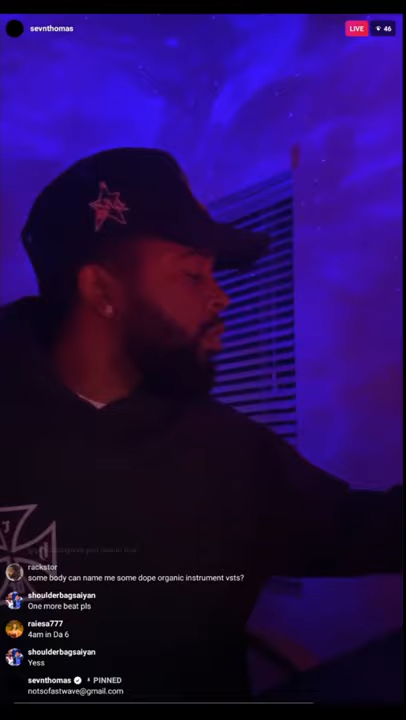 sevnthomas
LIVE
46
rackstor
some body can name me some dope organic instrument vsts?
shoulderbagsaiyan
One more beat pls
raiesa777
4am in Da 6
shoulderbagsaiyan
Yess
sevnthomas PINNED
notsofastwave@gmail.com